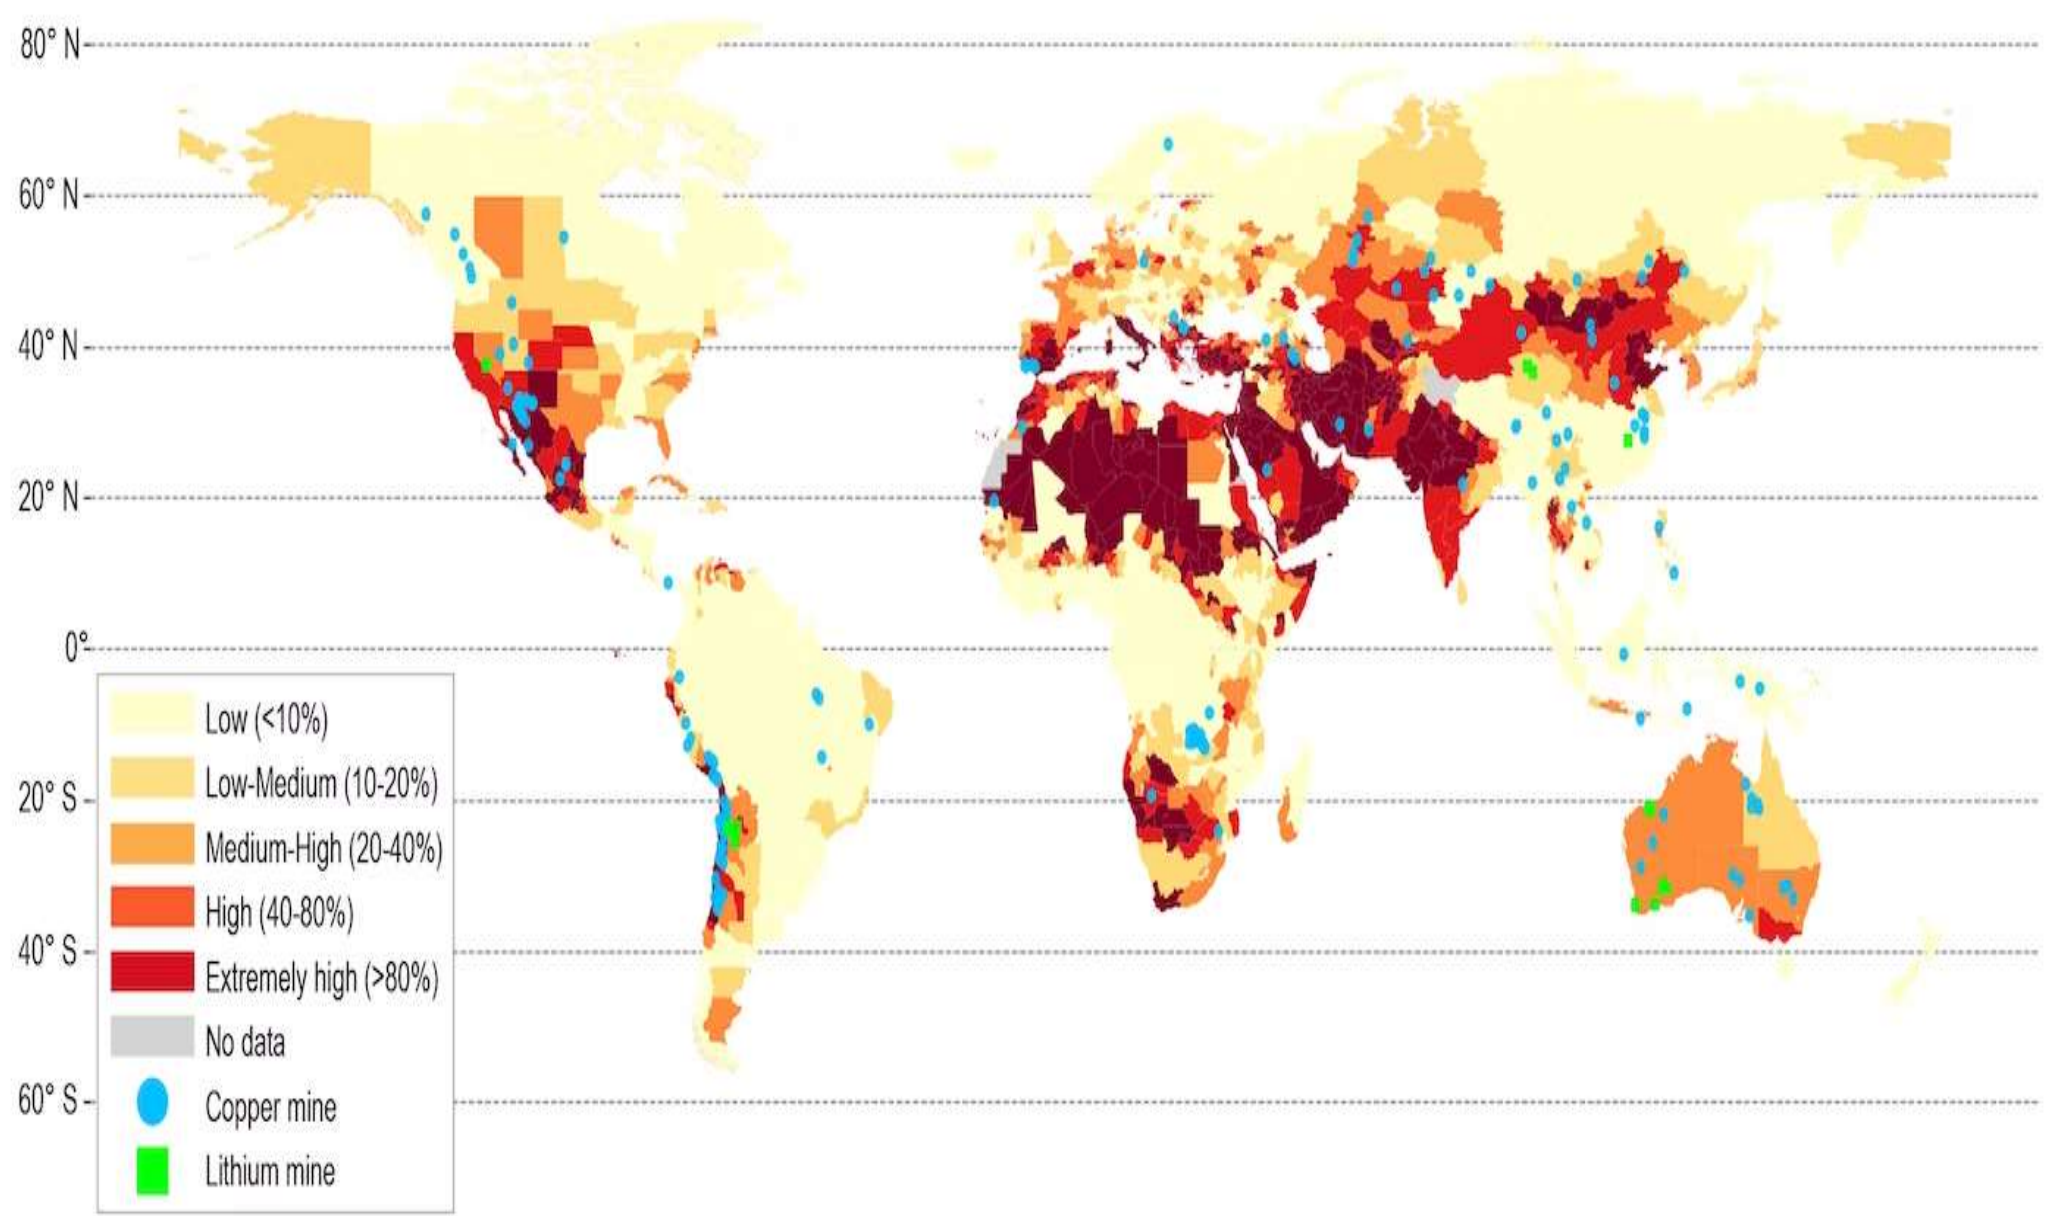 80° N
60° N
40° N
20° N
0°
20° S
40° S
60° S
Low (<10%)
Low-Medium (10-20%)
Medium-High (20-40%)
High (40-80%)
Extremely high (>80%)
No data
Copper mine
Lithium mine